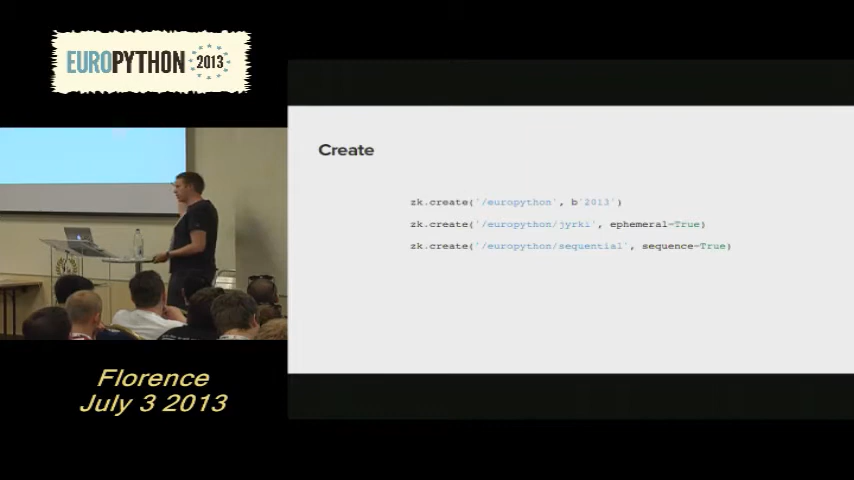 EUROPYTHON 2013
Create
zk.create('/europython', b'2013')
zk.create('/europython/jyrki', ephemeral=True)
zk.create('/europython/sequential', sequence=True)
Florence
July 3 2013